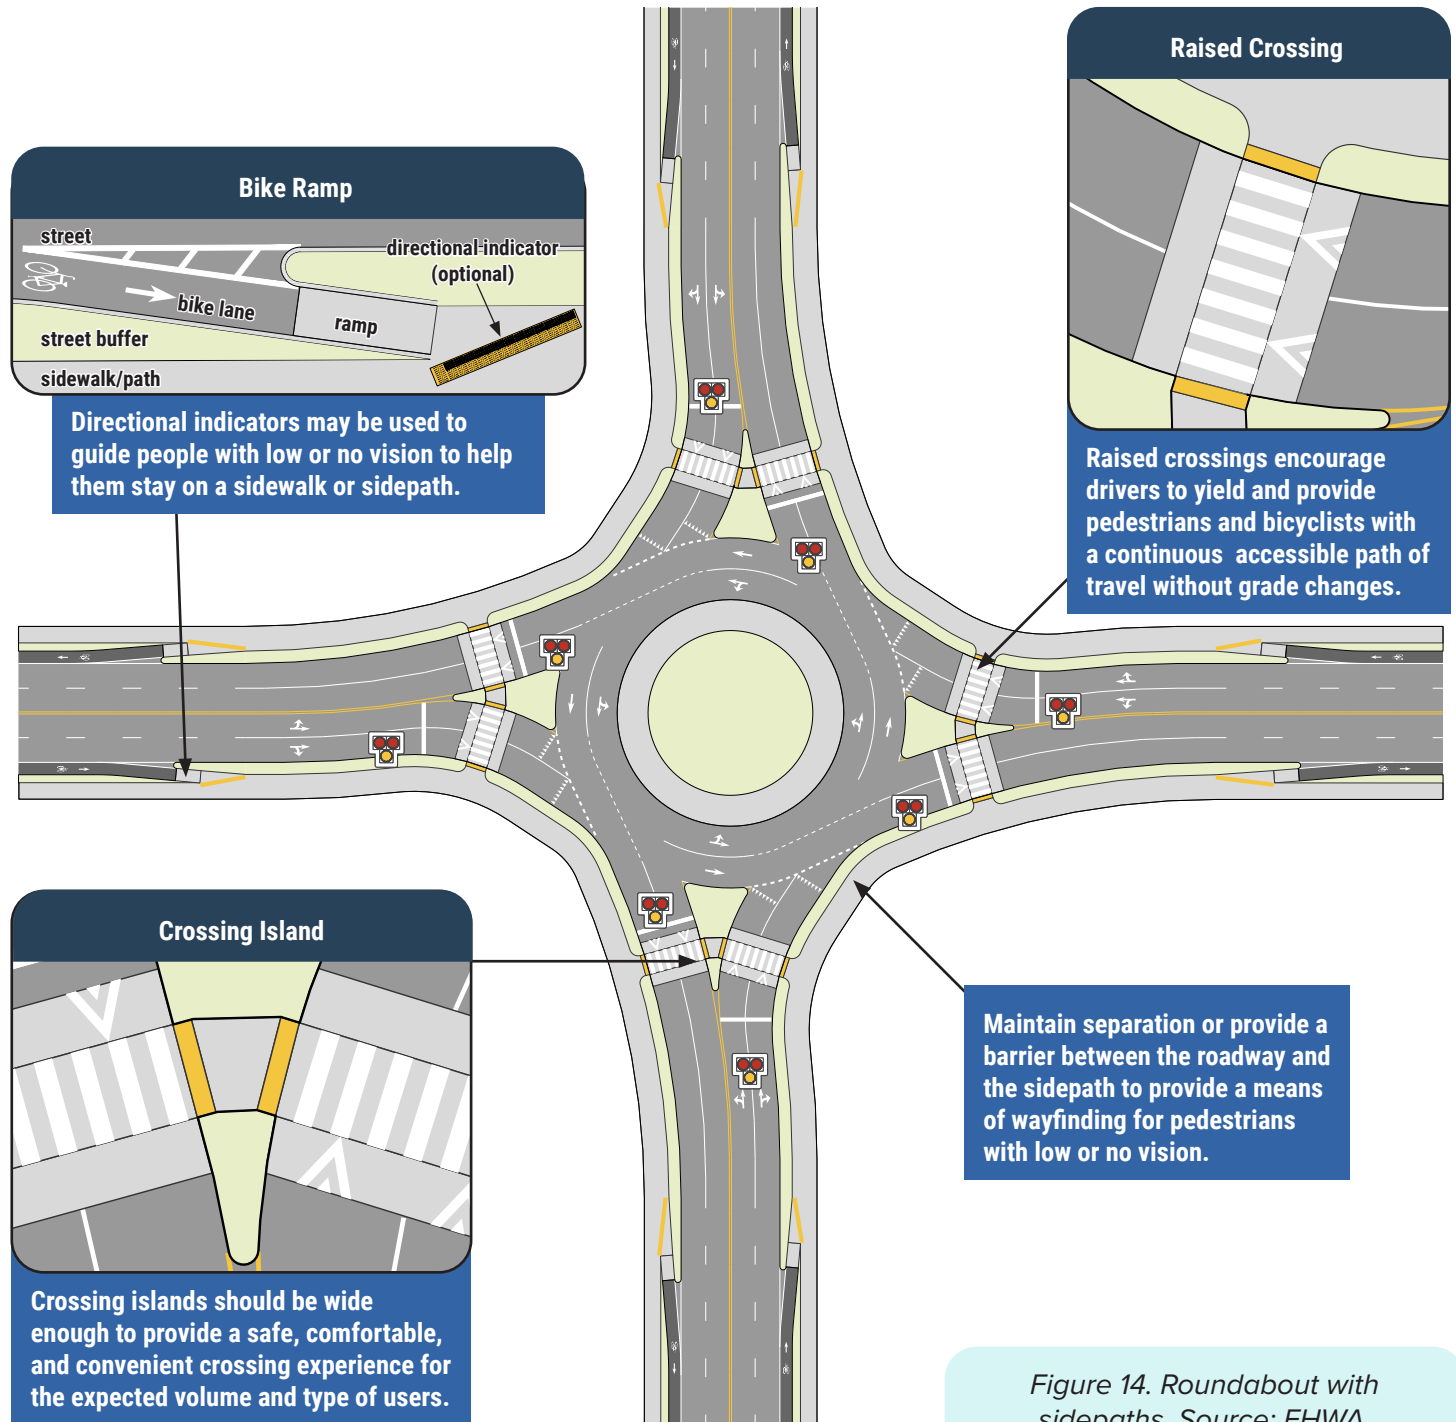 Raised Crossing
Bike Ramp
street
directional indicator
(optional)
bike lane
ramp
street buffer
sidewalk/path
Directional indicators may be used to
guide people with low or no vision to help
them stay on a sidewalk or sidepath.
Raised crossings encourage
drivers to yield and provide
pedestrians and bicyclists with
a continuous accessible path of
travel without grade changes.
Crossing Island
Maintain separation or provide a
barrier between the roadway and
the sidepath to provide a means
of wayfinding for pedestrians
with low or no vision.
Crossing islands should be wide
enough to provide a safe, comfortable,
and convenient crossing experience for
the expected volume and type of users.
Figure 14. Roundabout with
sidepaths. Source: FHWA